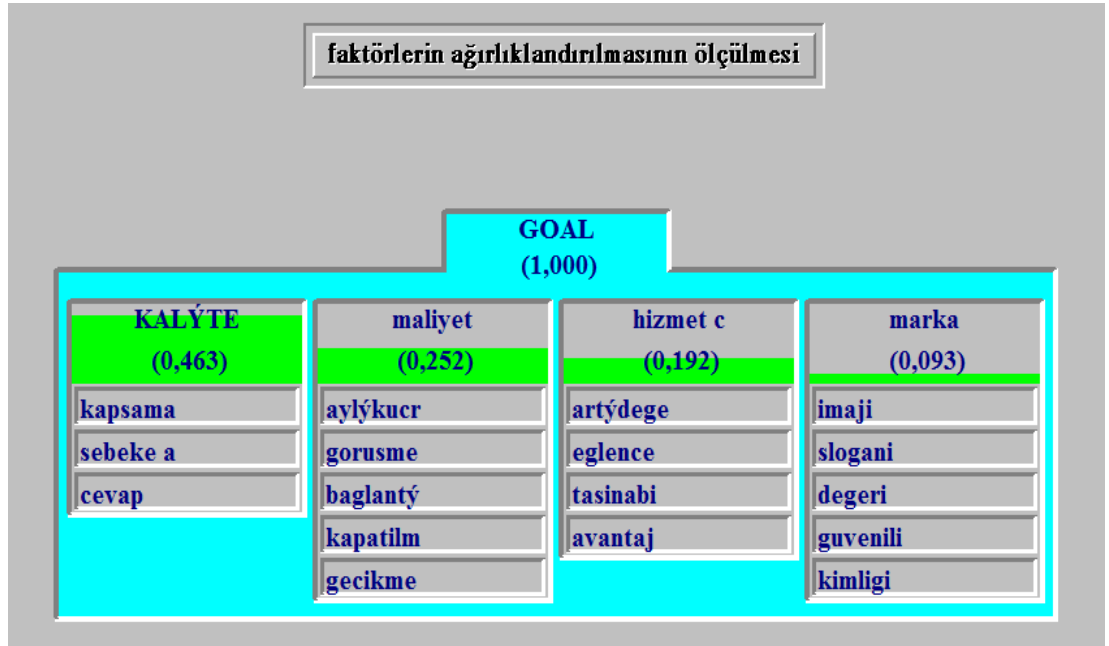 faktörlerin ağırlıklandırılmasının ölçülmesi
GOAL
(1,000)
KALÝTE
(0,463)
kapsama
sebeke a
cevap
maliyet
(0,252)
aylýkucr
gorusme
baglantý
kapatilm
gecikme
hizmet c
(0,192)
artýdege
eglence
tasinabi
avantaj
marka
(0,093)
imaji
slogani
degeri
guvenili
kimligi